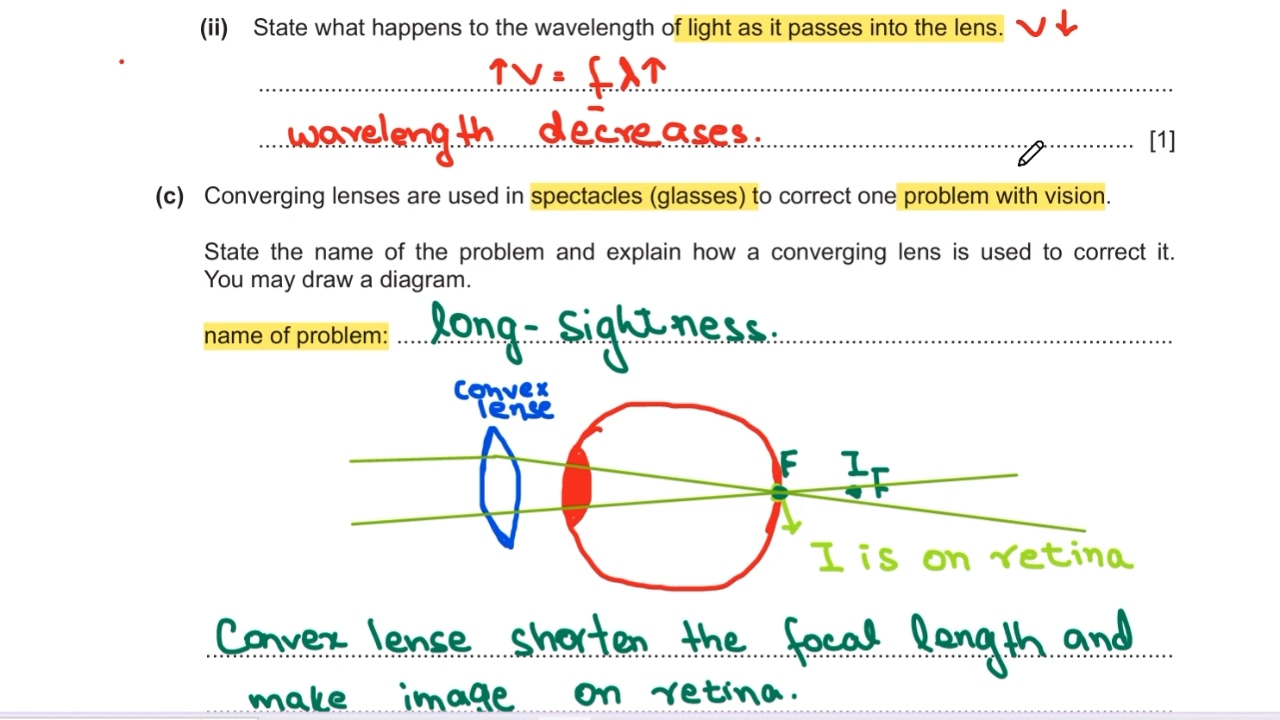 (ii) State what happens to the wavelength of light as it passes into the lens. V↓
↑V = fλ↑
wavelength decreases. [1]
(c) Converging lenses are used in spectacles (glasses) to correct one problem with vision.
State the name of the problem and explain how a converging lens is used to correct it.
You may draw a diagram.
name of problem: long-sightness.
convex
lense
F I F
I is on retina
Convex lense shorten the focal length and
make image on retina.